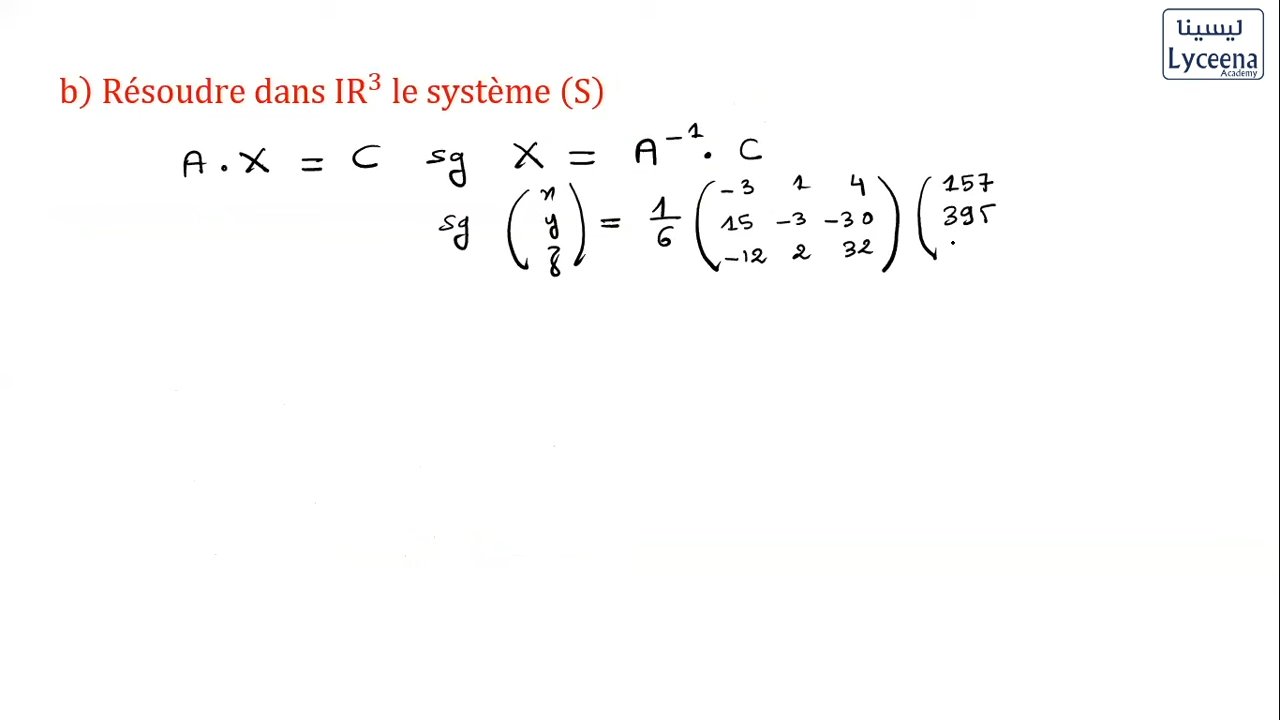 ليسينا
Lyceena
Academy
b) Résoudre dans IR³ le système (S)
A . X = C sg X = A⁻¹ . C
sg ( x y z ) = 1/6 ( -3 1 4 ) ( 157
15 -3 -30 395
-12 2 32